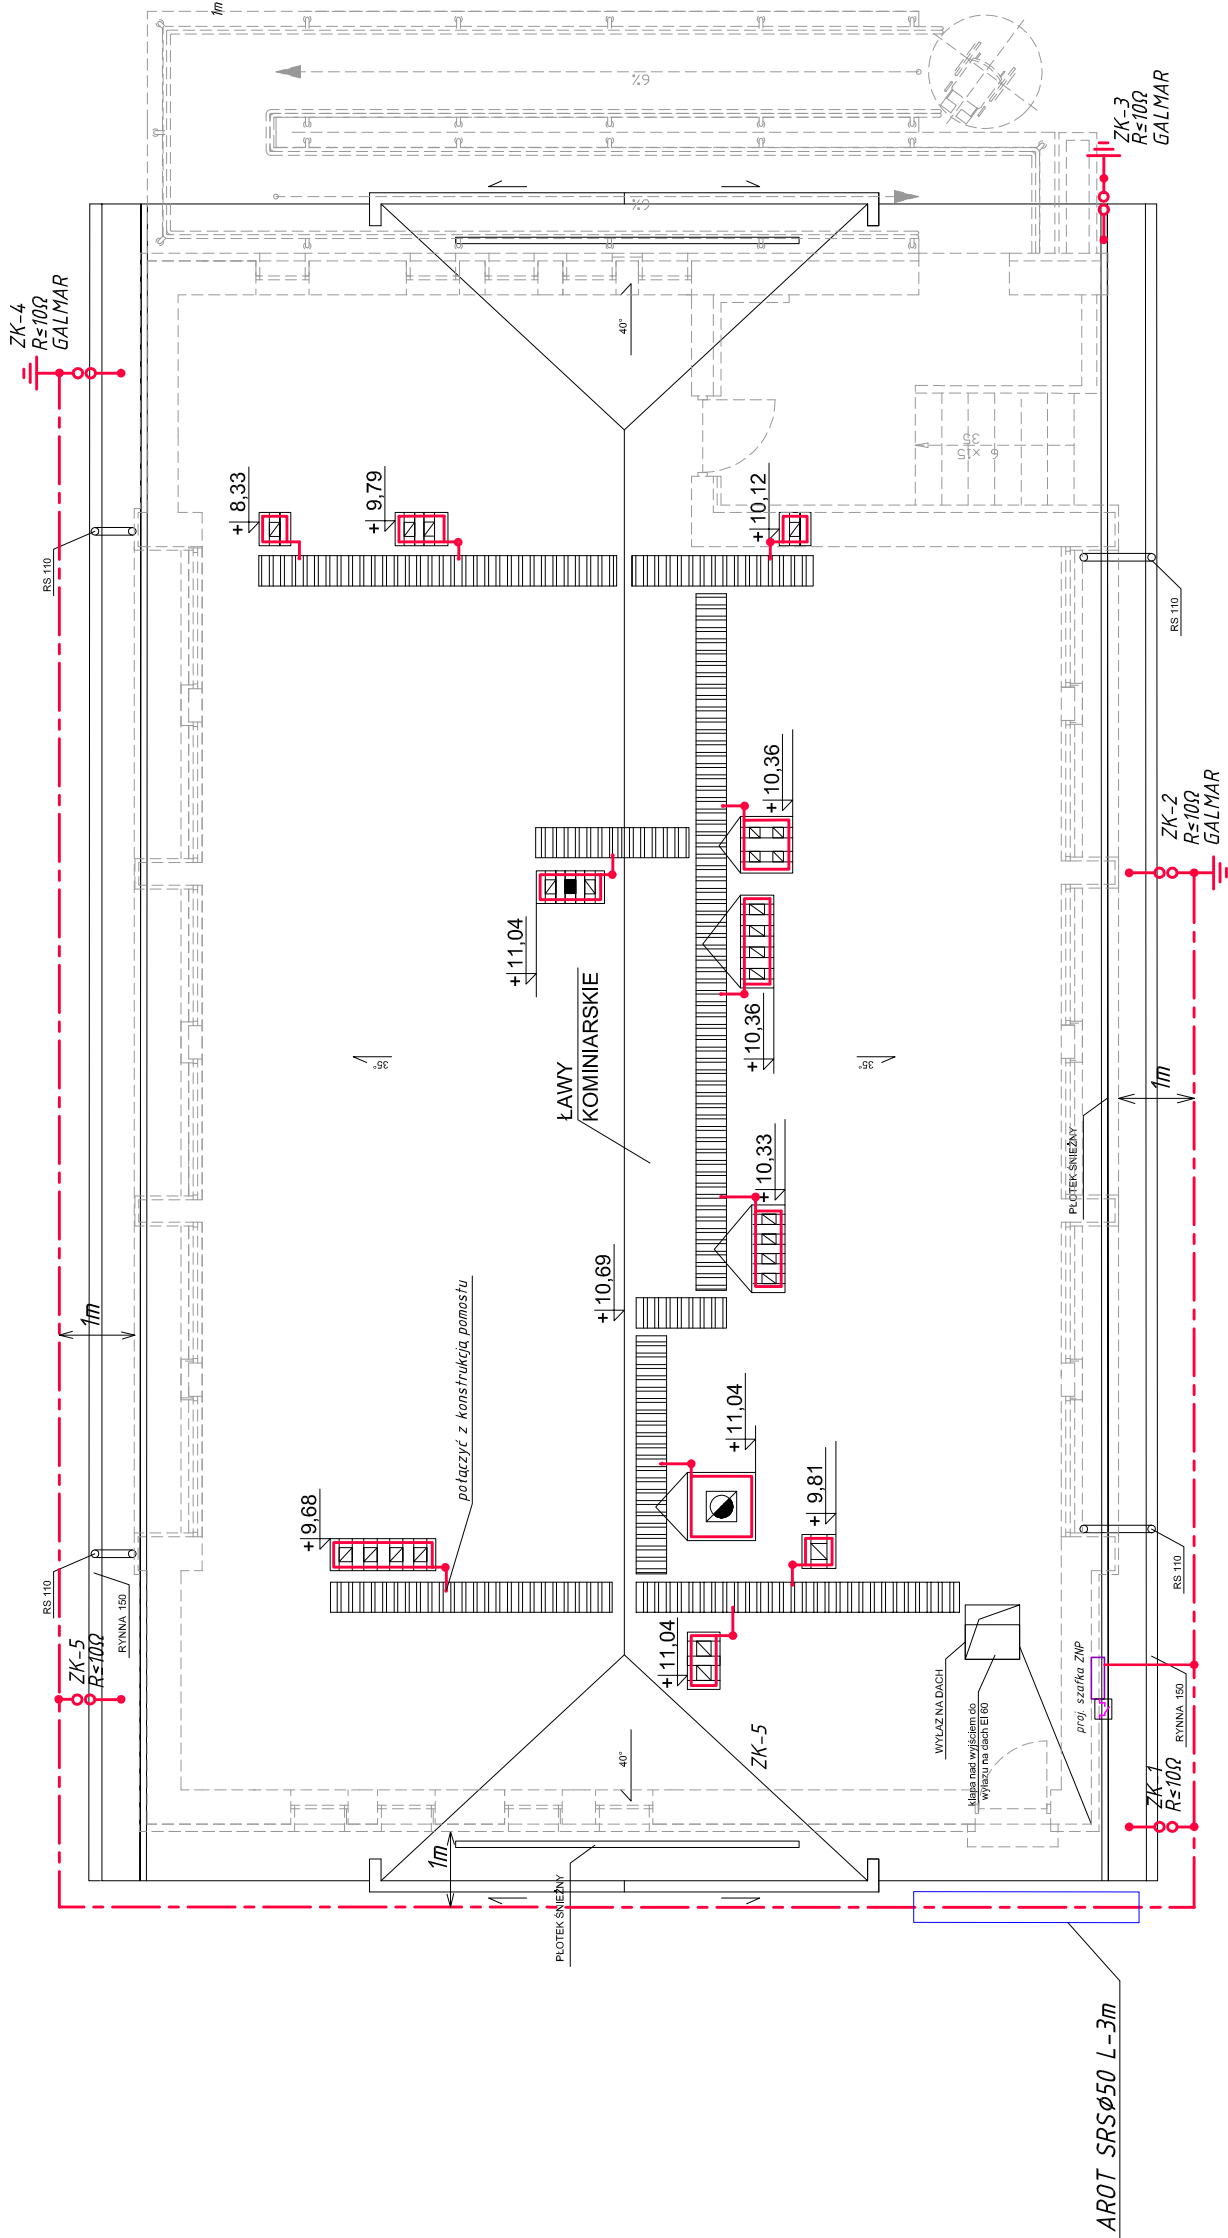 1m
6%
6%
ZK-3
R≤10Ω
GALMAR
ZK-4
R≤10Ω
GALMAR
40°
6 x15
35
+ 8,33
+ 9,79
+10,12
RS 110
RS 110
+10,36
ZK-2
R≤10Ω
GALMAR
+11,04
+10,36
35°
35°
ŁAWY
KOMINIARSKIE
1m
PŁOTEK ŚNIEŻNY
+10,33
+10,69
1m
połączyć z konstrukcją pomostu
+11,04
+ 9,81
+9,68
RS 110
RYNNA 150
RS 110
ZK-5
R≤10Ω
+11,04
WYŁAZ NA DACH
klapa nad wyjściem do
wyłazu na dach EI 60
proj. szafka ZNP
RYNNA 150
40°
ZK-5
ZK-1
R≤10Ω
1m
PŁOTEK ŚNIEŻNY
AROT SRSØ50 L-3m